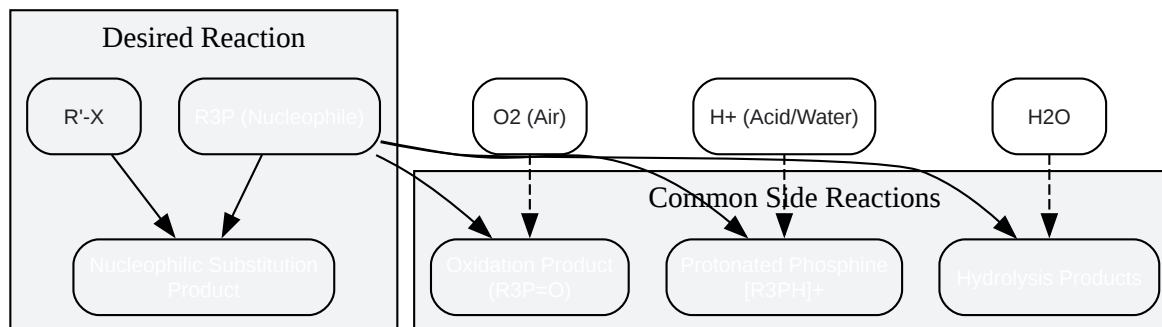 Desired Reaction
R'-X
R3P (Nucleophile)
O2 (Air)
H+ (Acid/Water)
H2O
Common Side Reactions
Nucleophilic Substitution
Product
Oxidation Product
(R3P=O)
Protonated Phosphine
[R3PH]+
Hydrolysis Products